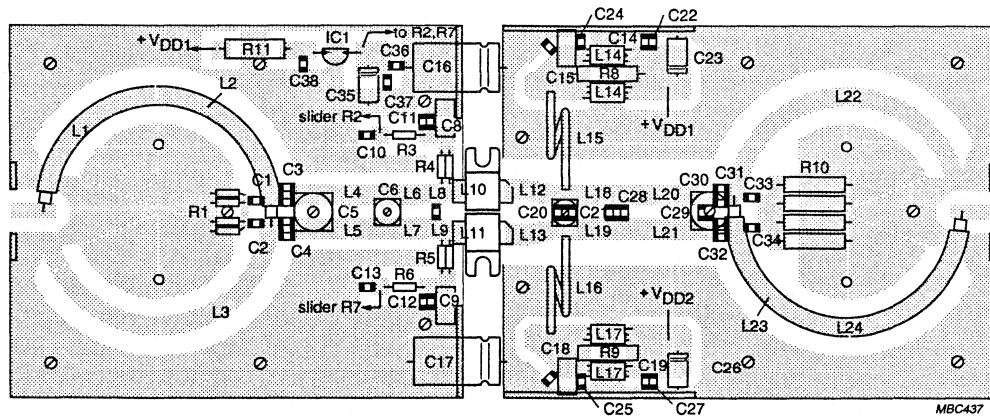 C24 C22
to R2,R7
+VDD1 R11 IC1 C36 C14
C38 C16 L14 C23
C35 C15 R8
L2 C37 L14
slider R2 C11 C8 +VDD1 L22
L1 C10 R3 L15
R4
C3 C31 R10
C1 L4 C6 L6 L8 L10 L12 L18 L20 C30 C33
R1 C5 C20 C21 C28 C29
C2 L5 L7 L9 L11 L13 L19 L21
C4 C34
R5 C32
C13 R6 L16
L3 slider R7 C12 C9 +VDD2 L23 L24
L17
C18 R9 C19
C17 L17 C26
C25 C27
MBC437